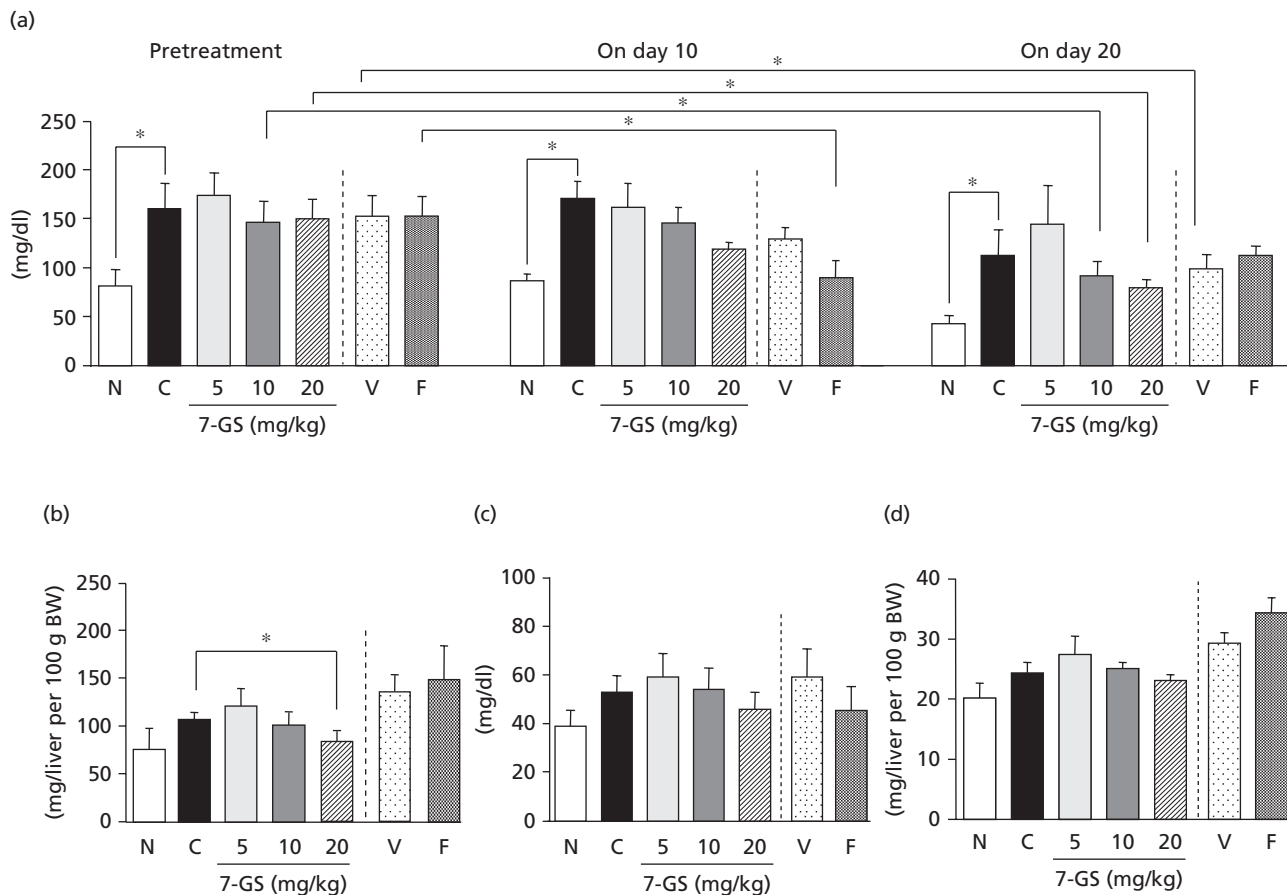 (a)
Pretreatment On day 10 On day 20
* * * * * * *
(mg/dl)
250
200
150
100
50
0
N C 5 10 20 V F N C 5 10 20 V F N C 5 10 20 V F
7-GS (mg/kg) 7-GS (mg/kg) 7-GS (mg/kg)
(b)
(mg/liver per 100 g BW)
250
200
150
100
50
0
*
N C 5 10 20 V F
7-GS (mg/kg)
(c)
(mg/dl)
100
80
60
40
60
0
N C 5 10 20 V F
7-GS (mg/kg)
(d)
(mg/liver per 100 g BW)
40
30
20
10
0
N C 5 10 20 V F
7-GS (mg/kg)